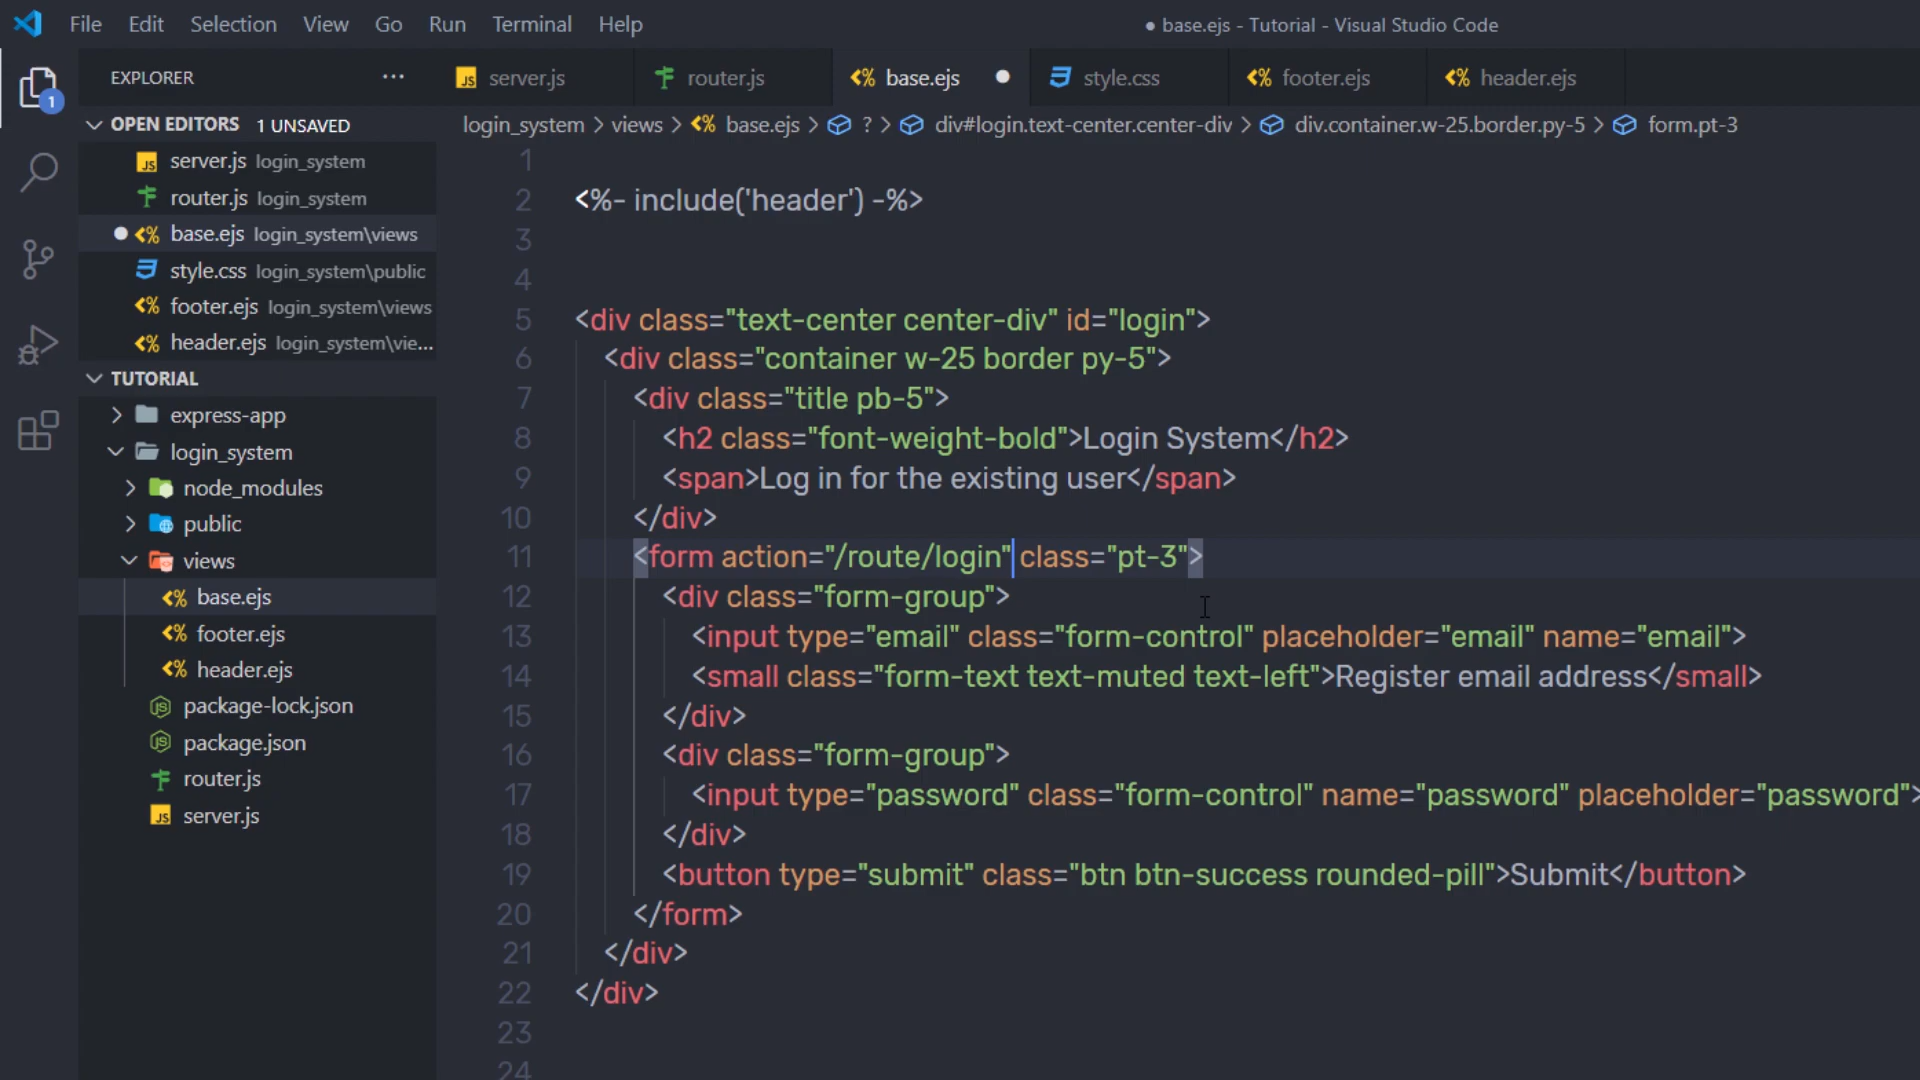 File Edit Selection View Go Run Terminal Help
● base.ejs - Tutorial - Visual Studio Code
EXPLORER ···
JS server.js
router.js
<% base.ejs ●
style.css
<% footer.ejs
<% header.ejs
1
OPEN EDITORS 1 UNSAVED
JS server.js login_system
router.js login_system
● <% base.ejs login_system\views
style.css login_system\public
<% footer.ejs login_system\views
<% header.ejs login_system\vie...
TUTORIAL
express-app
login_system
node_modules
public
views
<% base.ejs
<% footer.ejs
<% header.ejs
package-lock.json
package.json
router.js
JS server.js
login_system > views > <% base.ejs > ? > div#login.text-center.center-div > div.container.w-25.border.py-5 > form.pt-3
1
2 <%- include('header') -%>
3
4
5 <div class="text-center center-div" id="login">
6 <div class="container w-25 border py-5">
7 <div class="title pb-5">
8 <h2 class="font-weight-bold">Login System</h2>
9 <span>Log in for the existing user</span>
10 </div>
11 <form action="/route/login" class="pt-3">
12 <div class="form-group">
13 <input type="email" class="form-control" placeholder="email" name="email">
14 <small class="form-text text-muted text-left">Register email address</small>
15 </div>
16 <div class="form-group">
17 <input type="password" class="form-control" name="password" placeholder="password">
18 </div>
19 <button type="submit" class="btn btn-success rounded-pill">Submit</button>
20 </form>
21 </div>
22 </div>
23
24